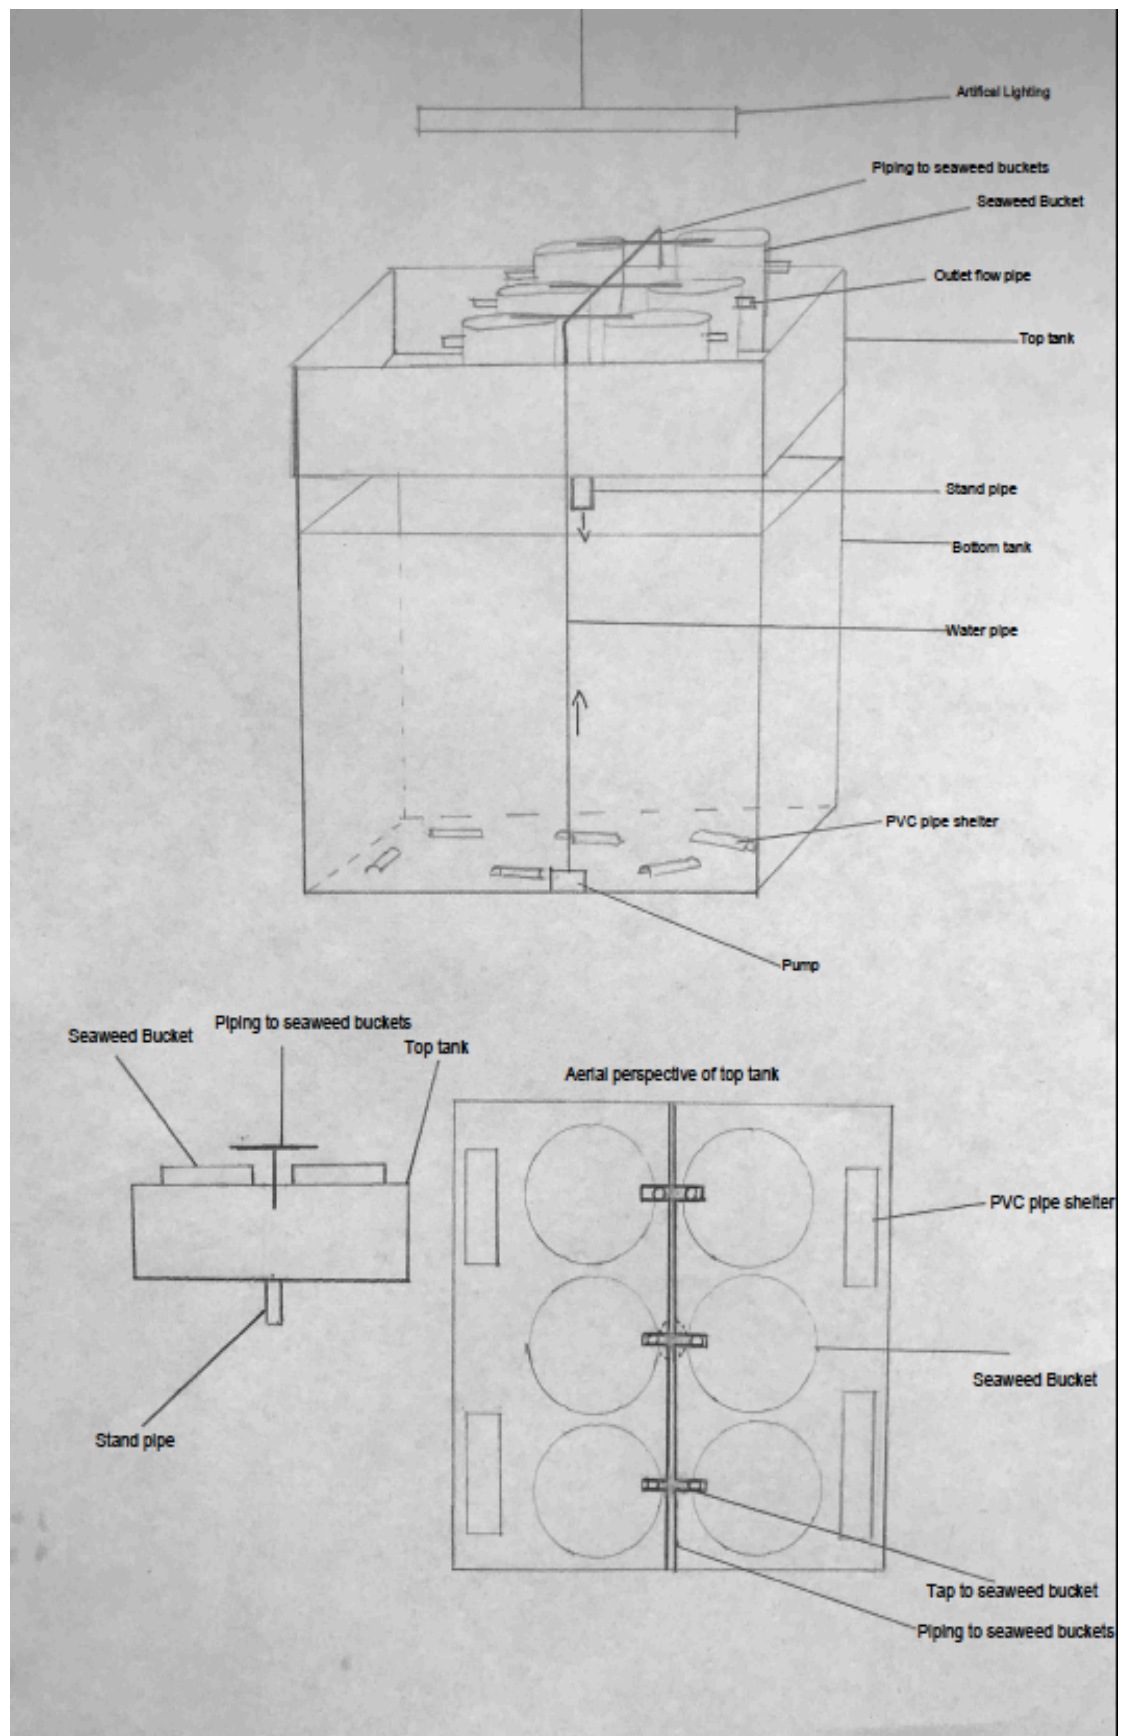 Artifical Lighting
Piping to seaweed buckets
Seaweed Bucket
Outlet flow pipe
Top tank
Stand pipe
Bottom tank
Water pipe
PVC pipe shelter
Pump
Seaweed Bucket
Piping to seaweed buckets
Top tank
Stand pipe
Aerial perspective of top tank
PVC pipe shelter
Seaweed Bucket
Tap to seaweed bucket
Piping to seaweed buckets